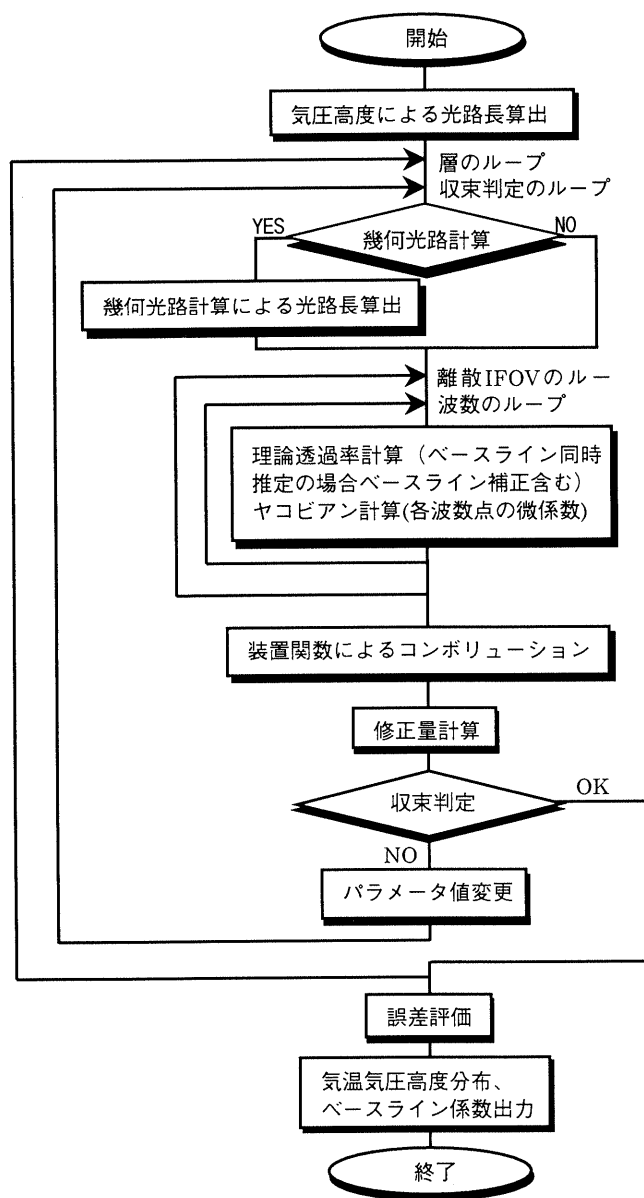 開始
気圧高度による光路長算出
層のループ
収束判定のループ
YES
NO
幾何光路計算
幾何光路計算による光路長算出
離散IFOVのルー
波数のループ
理論透過率計算（ベースライン同時
推定の場合ベースライン補正含む）
ヤコビアン計算(各波数点の微係数)
装置関数によるコンボリューション
修正量計算
収束判定
OK
NO
パラメータ値変更
誤差評価
気温気圧高度分布、
ベースライン係数出力
終了